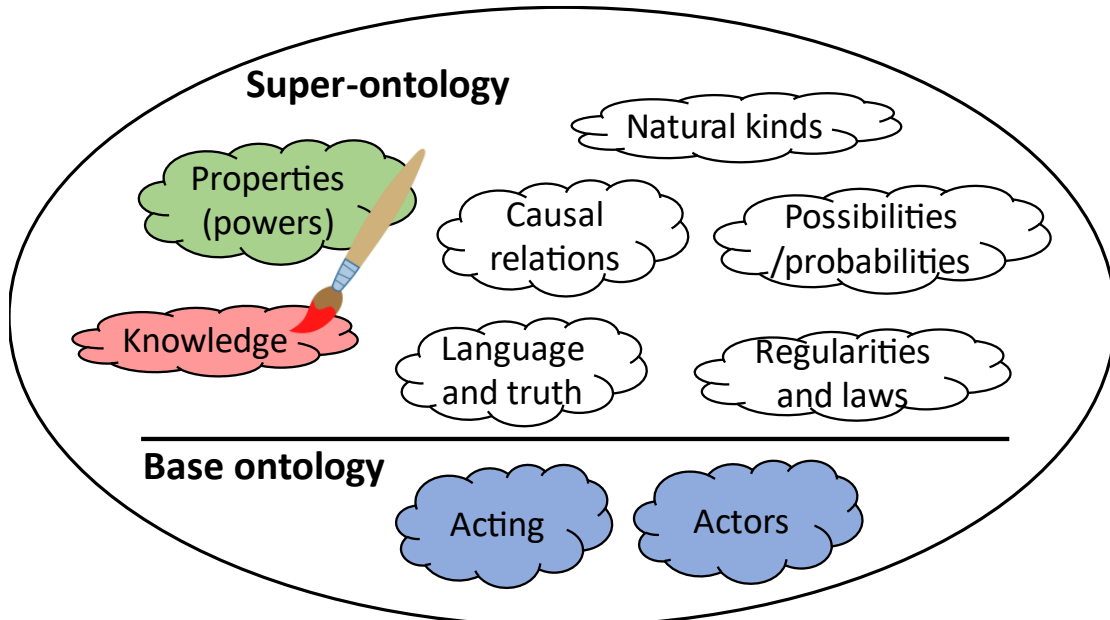 Super-ontology
Natural kinds
Properties
(powers)
Causal
relations
Possibilities
/probabilities
Knowledge
Language
and truth
Regularities
and laws
Base ontology
Acting
Actors